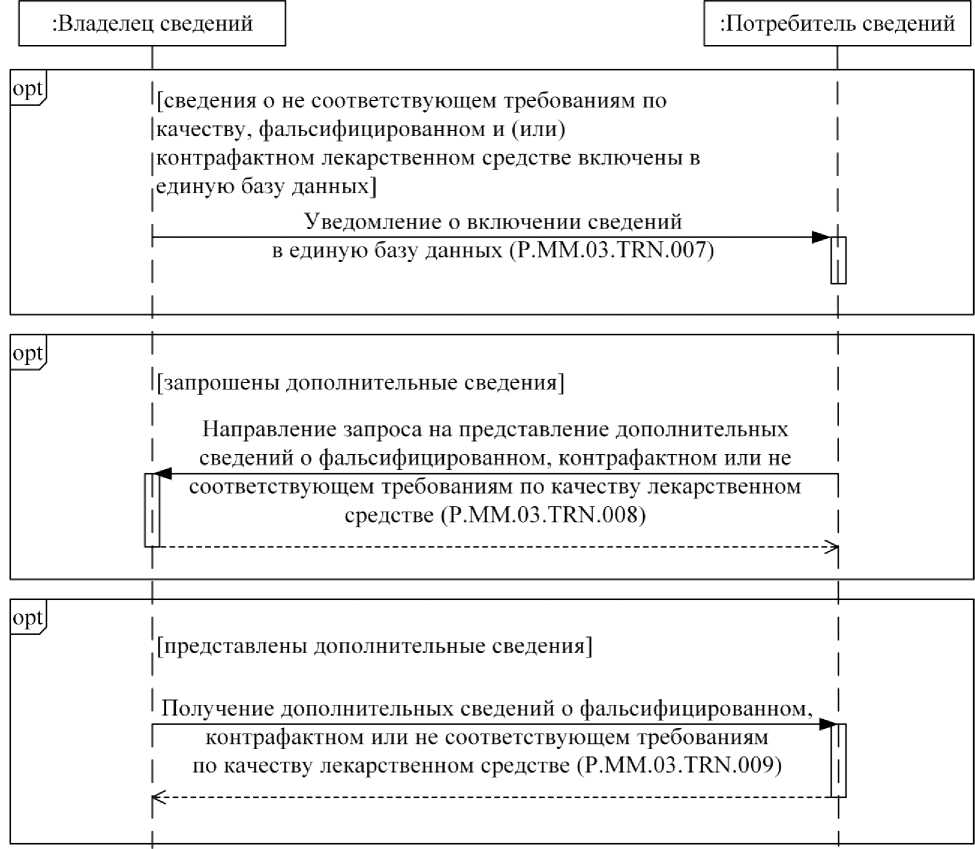 :Владелец сведений
:Потребитель сведений
opt
[сведения о не соответствующем требованиям по
качеству, фальсифицированном и (или)
контрафактном лекарственном средстве включены в
единую базу данных]
Уведомление о включении сведений
в единую базу данных (P.MM.03.TRN.007)
opt
[запрошены дополнительные сведения]
Направление запроса на представление дополнительных
сведений о фальсифицированном, контрафактном или не
соответствующем требованиям по качеству лекарственном
средстве (P.MM.03.TRN.008)
opt
[представлены дополнительные сведения]
Получение дополнительных сведений о фальсифицированном,
контрафактном или не соответствующем требованиям
по качеству лекарственном средстве (P.MM.03.TRN.009)